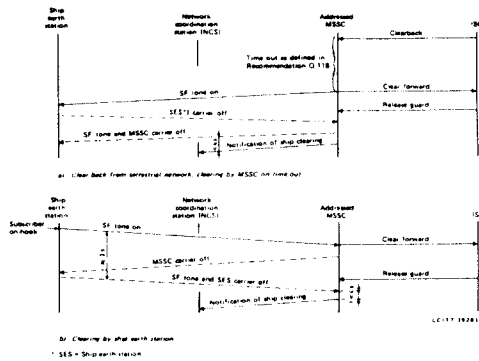 Ship
earth
station
Network
coordination
station (NCS)
Addressed
MSSC
Clearback
Time out as defined in
Recommendation Q.118
SF tone on
Clear forward
SES*) carrier off
Release guard
SF tone and MSSC carrier off
Notification of ship clearing
a) Clear back from terrestrial network, clearing by MSSC on time out
Ship
earth
station
Network
coordination
station (NCS)
Addressed
MSSC
Subscriber
on hook
SF tone on
Clear forward
MSSC carrier off
SF tone and SES carrier off
Release guard
Notification of ship clearing
b) Clearing by ship earth station
* SES = Ship earth station